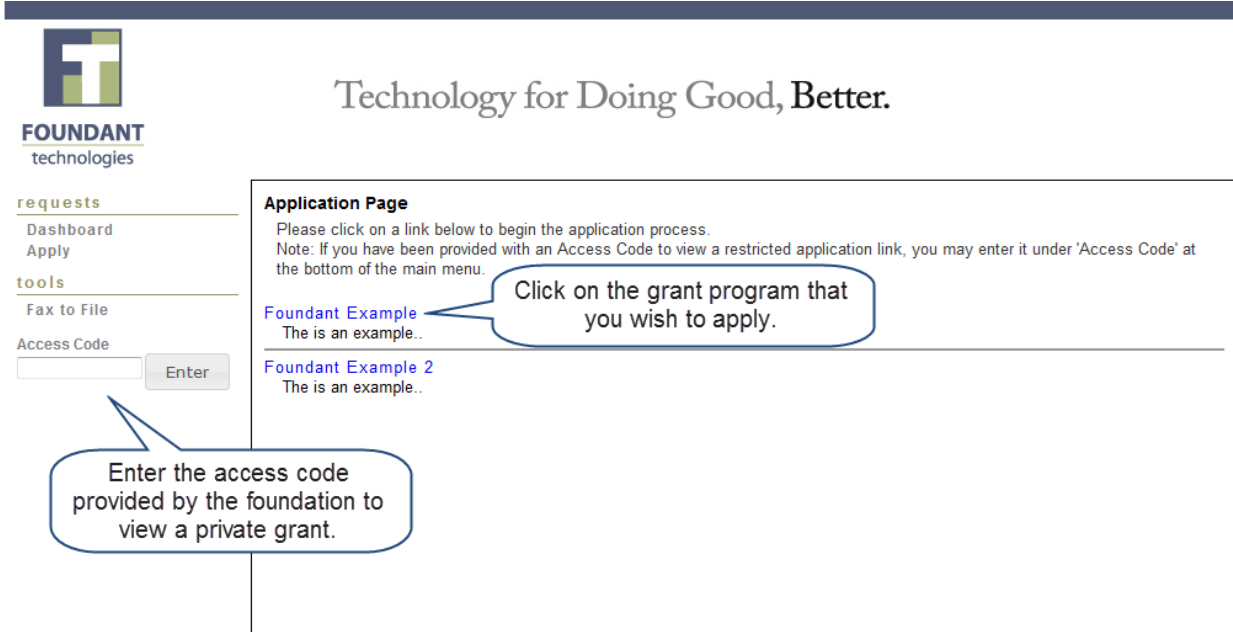 FT
FOUNDANT
technologies
Technology for Doing Good, Better.
requests
Dashboard
Apply
tools
Fax to File
Access Code
Enter
Enter the access code
provided by the foundation to
view a private grant.
Application Page
Please click on a link below to begin the application process.
Note: If you have been provided with an Access Code to view a restricted application link, you may enter it under 'Access Code' at
the bottom of the main menu.
Click on the grant program that
you wish to apply.
Foundant Example
The is an example..
Foundant Example 2
The is an example..